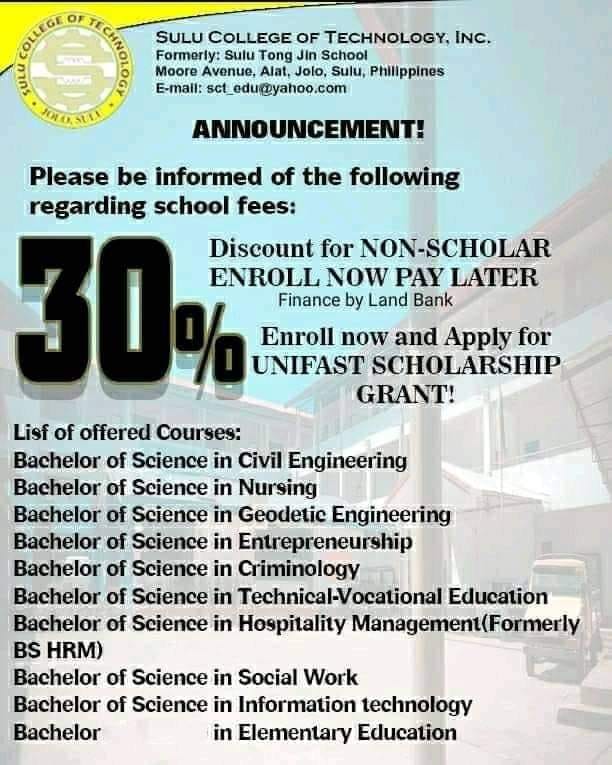 SULU COLLEGE OF TECHNOLOGY
JOLO, SULU
SULU COLLEGE OF TECHNOLOGY, INC.
Formerly: Sulu Tong Jin School
Moore Avenue, Alat, Jolo, Sulu, Philippines
E-mail: sct_edu@yahoo.com
ANNOUNCEMENT!
Please be informed of the following
regarding school fees:
30%
Discount for NON-SCHOLAR
ENROLL NOW PAY LATER
Finance by Land Bank
Enroll now and Apply for
UNIFAST SCHOLARSHIP
GRANT!
Lisf of offered Courses:
Bachelor of Science in Civil Engineering
Bachelor of Science in Nursing
Bachelor of Science in Geodetic Engineering
Bachelor of Science in Entrepreneurship
Bachelor of Science in Criminology
Bachelor of Science in Technical-Vocational Education
Bachelor of Science in Hospitality Management(Formerly
BS HRM)
Bachelor of Science in Social Work
Bachelor of Science in Information technology
Bachelor in Elementary Education